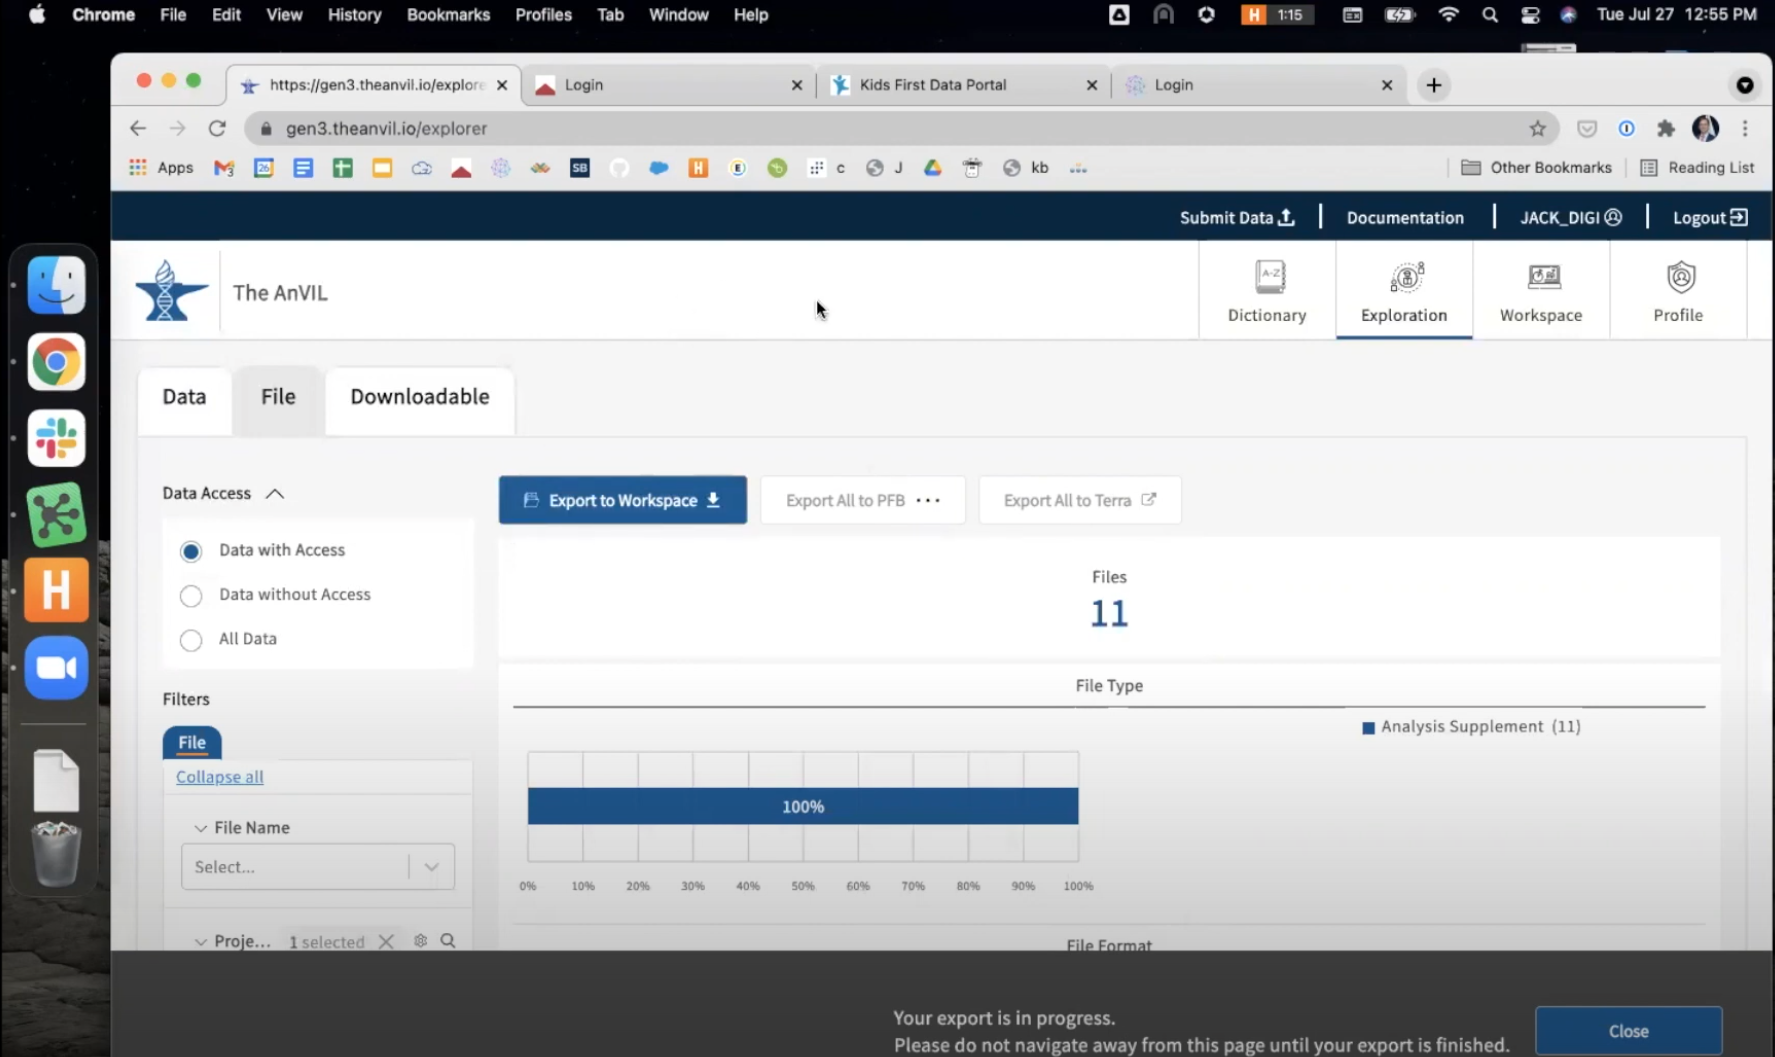 Chrome File Edit View History Bookmarks Profiles Tab Window Help
H 1:15
Tue Jul 27 12:55 PM
https://gen3.theanvil.io/explore
Login
Kids First Data Portal
Login
gen3.theanvil.io/explorer
Apps
26
SB
H
c
J
kb
Other Bookmarks
Reading List
Submit Data
Documentation
JACK_DIGI
Logout
The AnVIL
A-Z
Dictionary
Exploration
Workspace
Profile
Data
File
Downloadable
Data Access
Data with Access
Data without Access
All Data
Filters
File
Collapse all
File Name
Select...
Proje... 1 selected
Export to Workspace
Export All to PFB ...
Export All to Terra
Files
11
File Type
Analysis Supplement (11)
100%
0% 10% 20% 30% 40% 50% 60% 70% 80% 90% 100%
File Format
H
Your export is in progress.
Please do not navigate away from this page until your export is finished.
Close